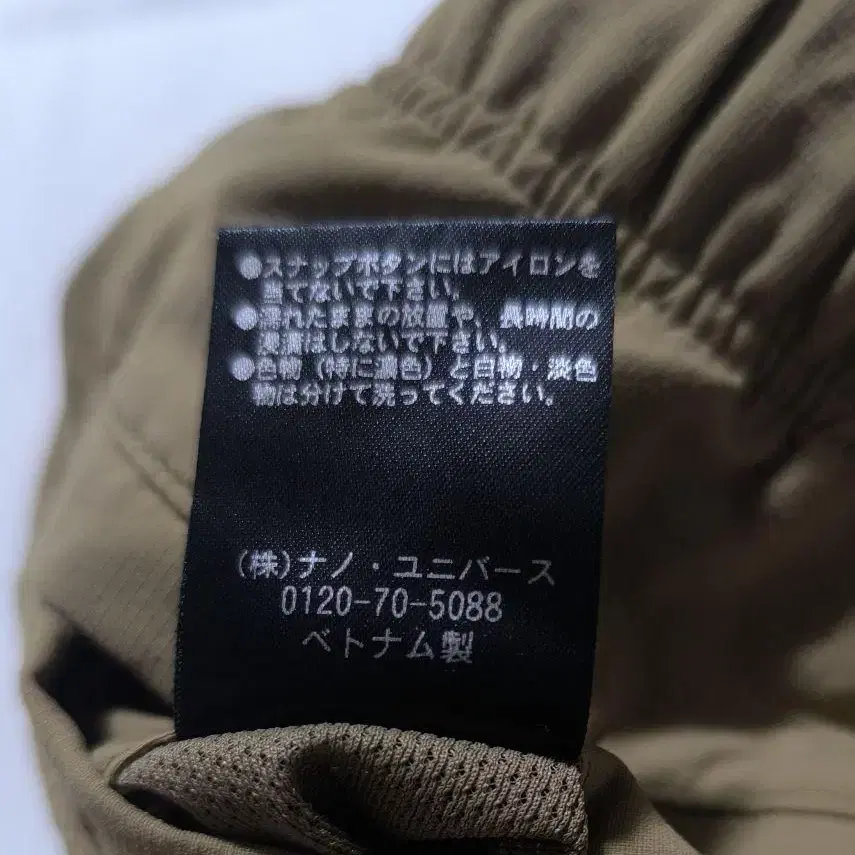 ●スナップボタンにはアイロンを
当てないで下さい。
●濡れたままの放置や、長時間の
浸漬はしないで下さい。
●色物（特に濃色）と白物・淡色
物は分けて洗ってください。
(株)ナノ・ユニバース
0120-70-5088
ベトナム製